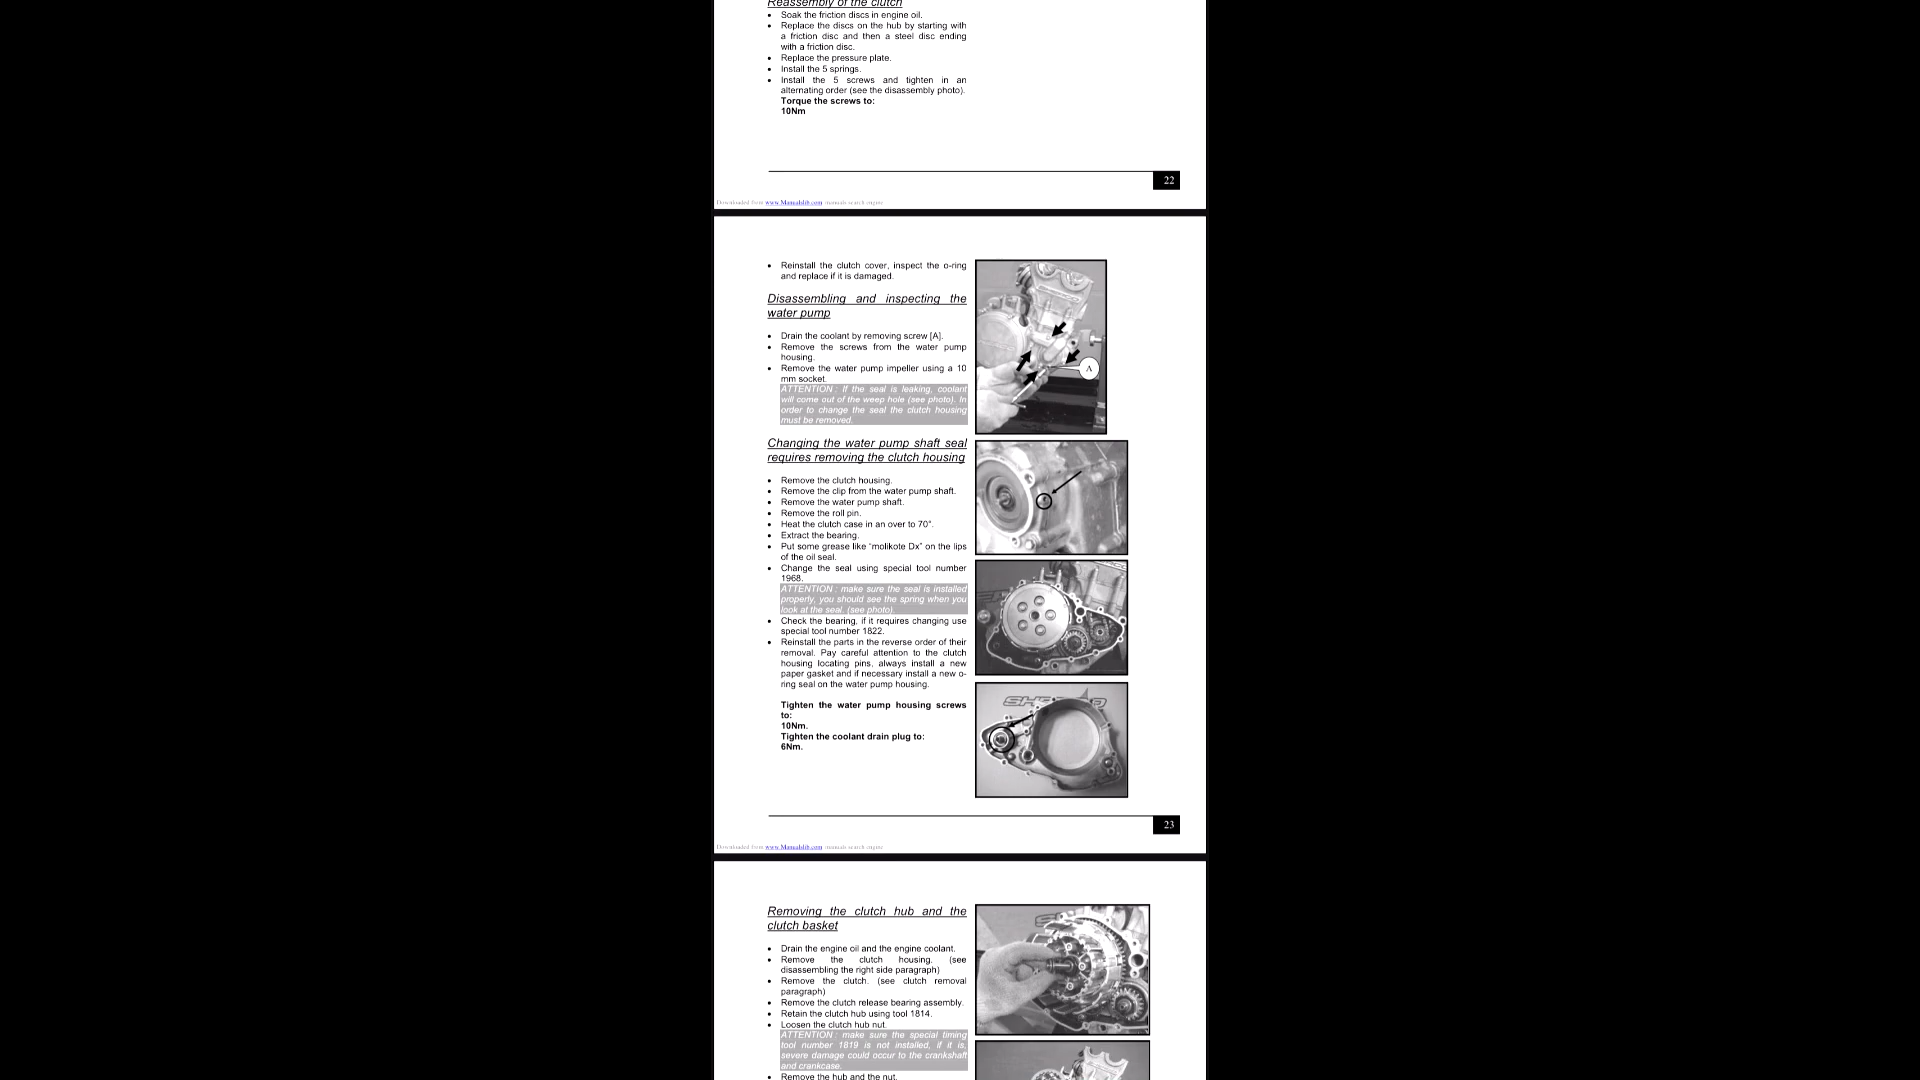 Reassembly of the clutch
• Soak the friction discs in engine oil.
• Replace the discs on the hub by starting with
a friction disc and then a steel disc ending
with a friction disc.
• Replace the pressure plate.
• Install the 5 springs.
• Install the 5 screws and tighten in an
alternating order (see the disassembly photo).
Torque the screws to:
10Nm
22
Downloaded from www.Manualslib.com manuals search engine
• Reinstall the clutch cover, inspect the o-ring
and replace if it is damaged.
Disassembling and inspecting the
water pump
• Drain the coolant by removing screw [A].
• Remove the screws from the water pump
housing.
• Remove the water pump impeller using a 10
mm socket.
ATTENTION : If the seal is leaking, coolant
will come out of the weep hole (see photo). In
order to change the seal the clutch housing
must be removed.
A
Changing the water pump shaft seal
requires removing the clutch housing
• Remove the clutch housing.
• Remove the clip from the water pump shaft.
• Remove the water pump shaft.
• Remove the roll pin.
• Heat the clutch case in an over to 70°.
• Extract the bearing.
• Put some grease like “molikote Dx” on the lips
of the oil seal.
• Change the seal using special tool number
1968.
ATTENTION : make sure the seal is installed
properly, you should see the spring when you
look at the seal. (see photo).
• Check the bearing, if it requires changing use
special tool number 1822.
• Reinstall the parts in the reverse order of their
removal. Pay careful attention to the clutch
housing locating pins, always install a new
paper gasket and if necessary install a new o-
ring seal on the water pump housing.
Tighten the water pump housing screws
to:
10Nm.
Tighten the coolant drain plug to:
6Nm.
23
Downloaded from www.Manualslib.com manuals search engine
Removing the clutch hub and the
clutch basket
• Drain the engine oil and the engine coolant.
• Remove the clutch housing. (see
disassembling the right side paragraph)
• Remove the clutch. (see clutch removal
paragraph)
• Remove the clutch release bearing assembly.
• Retain the clutch hub using tool 1814.
• Loosen the clutch hub nut.
ATTENTION : make sure the special timing
tool number 1819 is not installed, if it is,
severe damage could occur to the crankshaft
and crankcase.
• Remove the hub and the nut.